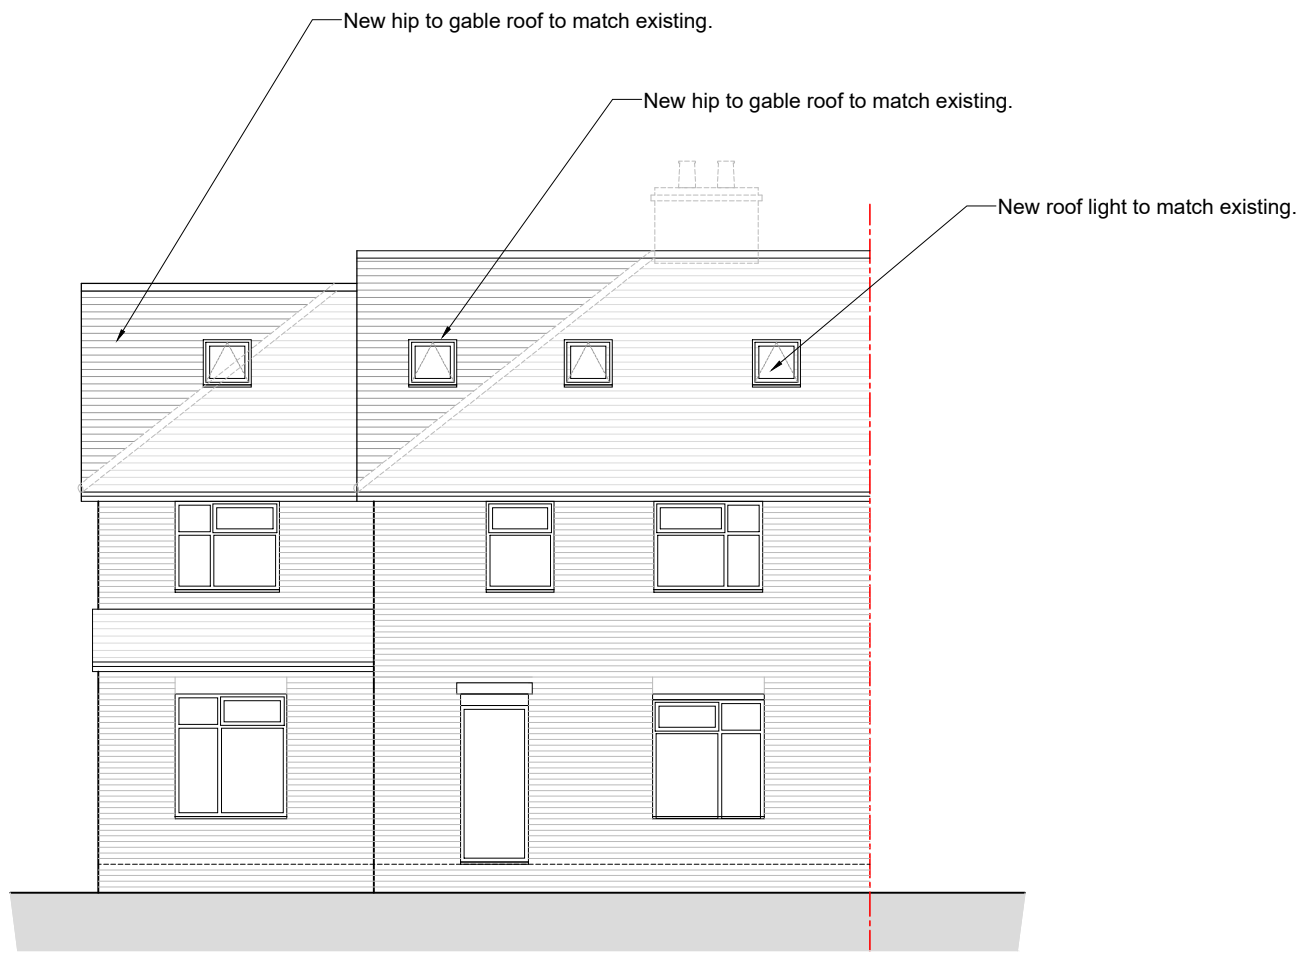 New hip to gable roof to match existing.
New hip to gable roof to match existing.
New roof light to match existing.